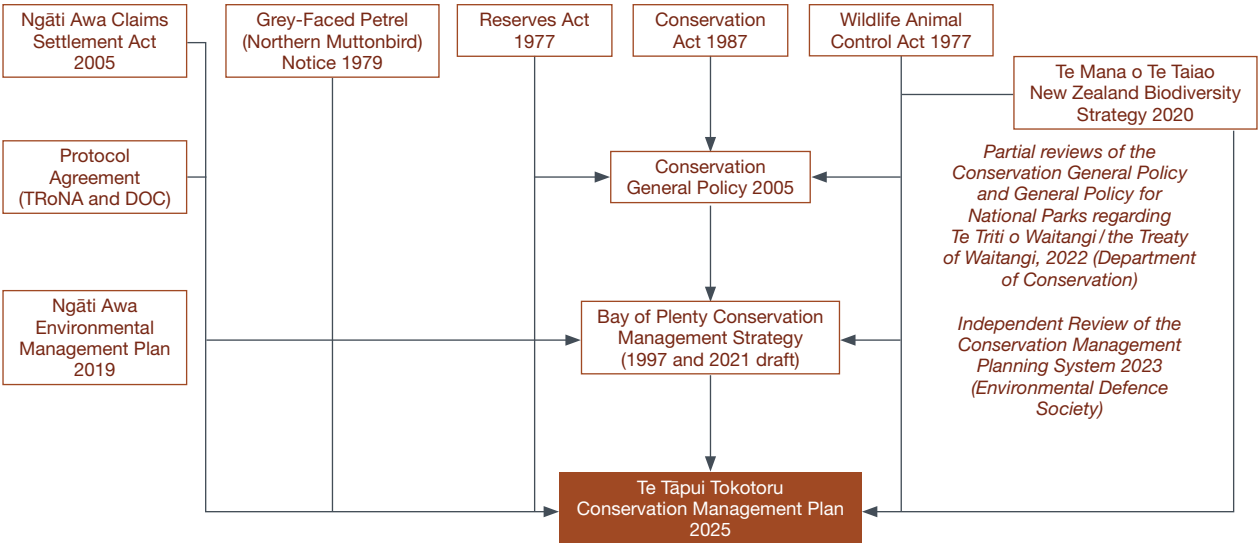 Ngāti Awa Claims
Settlement Act
2005
Grey-Faced Petrel
(Northern Muttonbird)
Notice 1979
Reserves Act
1977
Conservation
Act 1987
Wildlife Animal
Control Act 1977
Te Mana o Te Taiao
New Zealand Biodiversity
Strategy 2020
Protocol
Agreement
(TRoNA and DOC)
Conservation
General Policy 2005
Partial reviews of the
Conservation General Policy
and General Policy for
National Parks regarding
Te Triti o Waitangi / the Treaty
of Waitangi, 2022 (Department
of Conservation)
Ngāti Awa
Environmental
Management Plan
2019
Bay of Plenty Conservation
Management Strategy
(1997 and 2021 draft)
Independent Review of the
Conservation Management
Planning System 2023
(Environmental Defence
Society)
Te Tāpui Tokotoru
Conservation Management Plan
2025